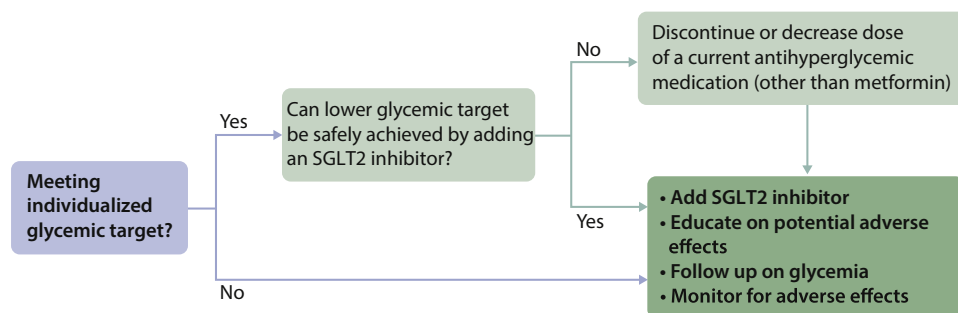 Meeting
individualized
glycemic target?
Yes
Can lower glycemic target
be safely achieved by adding
an SGLT2 inhibitor?
No
Discontinue or decrease dose
of a current antihyperglycemic
medication (other than metformin)
Yes
No
• Add SGLT2 inhibitor
• Educate on potential adverse
effects
• Follow up on glycemia
• Monitor for adverse effects